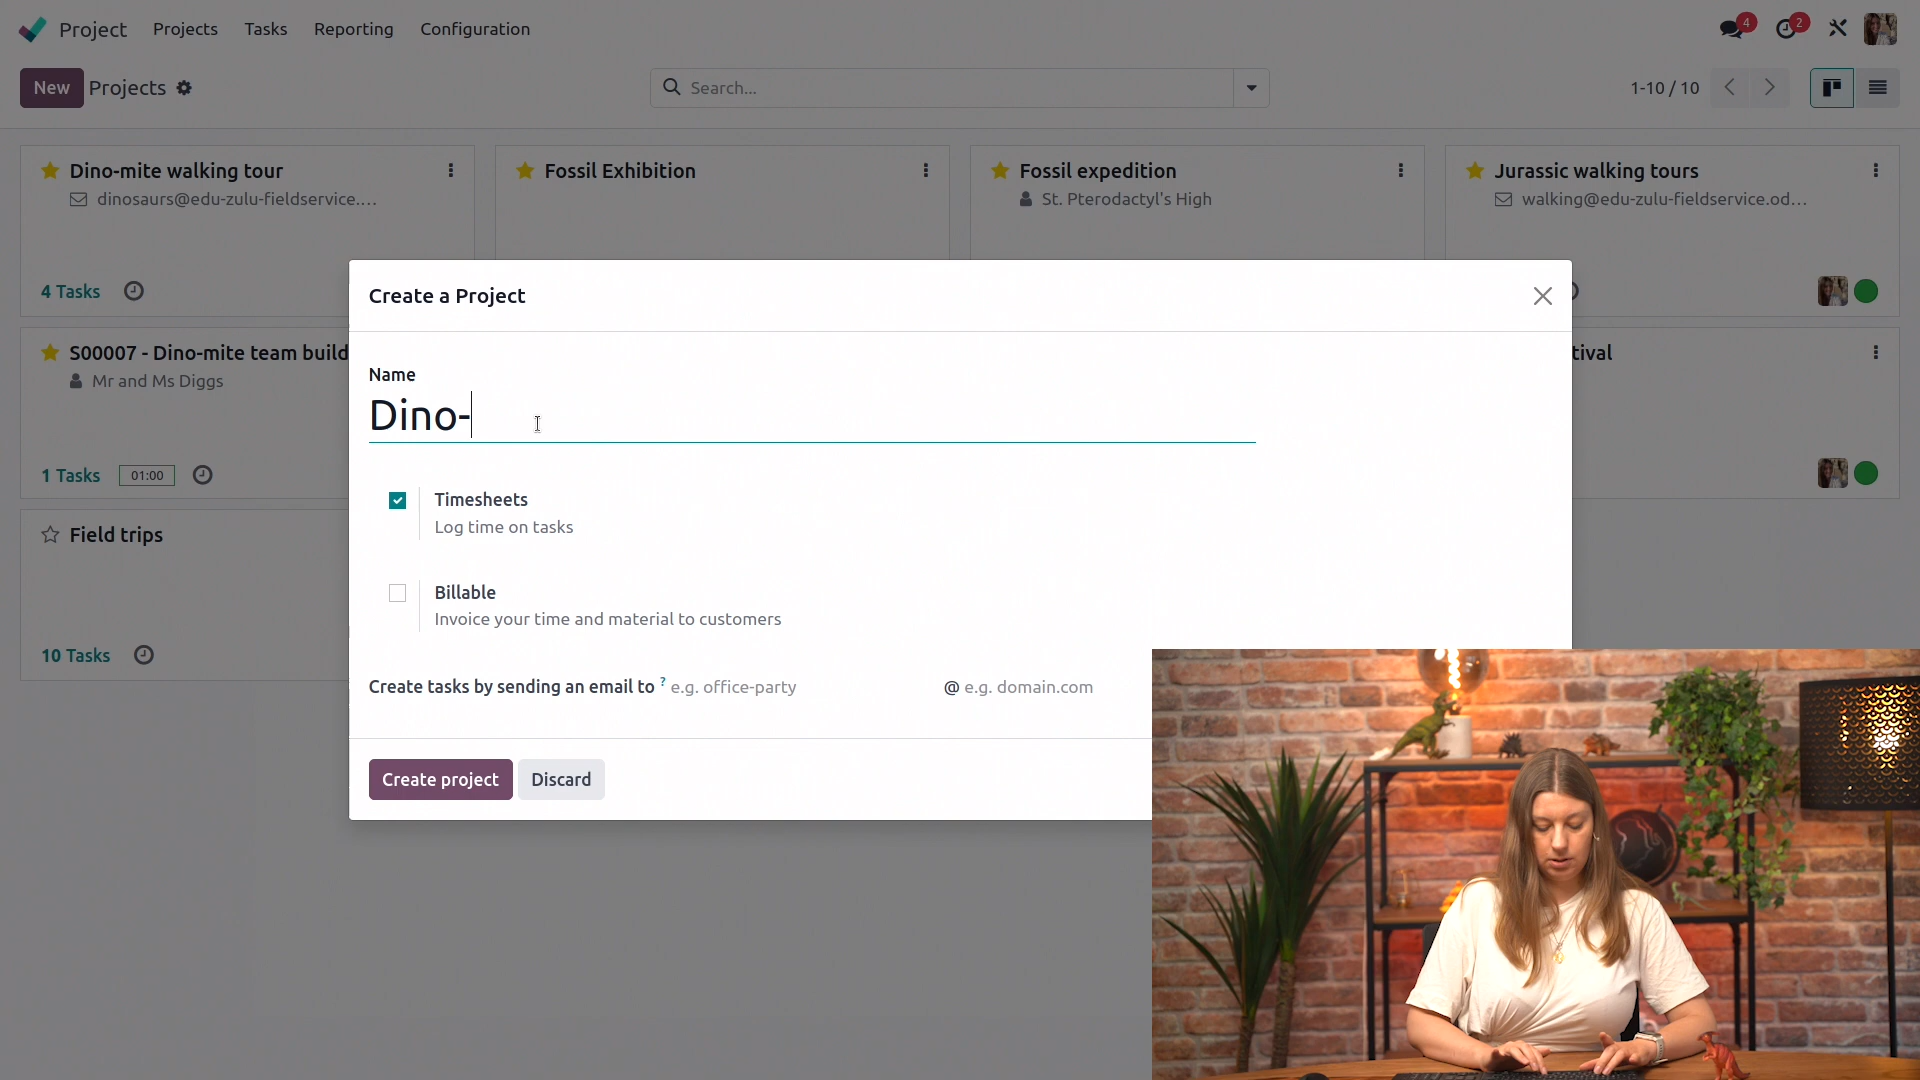 Project Projects Tasks Reporting Configuration 4 2
New Projects Search... 1-10 / 10
Dino-mite walking tour
dinosaurs@edu-zulu-fieldservice....
4 Tasks
Fossil Exhibition
Fossil expedition
St. Pterodactyl's High
Jurassic walking tours
walking@edu-zulu-fieldservice.od...
S00007 - Dino-mite team build
Mr and Ms Diggs
1 Tasks 01:00
tival
Field trips
10 Tasks
Create a Project
Name
Dino-
Timesheets
Log time on tasks
Billable
Invoice your time and material to customers
Create tasks by sending an email to ? e.g. office-party @ e.g. domain.com
Create project Discard